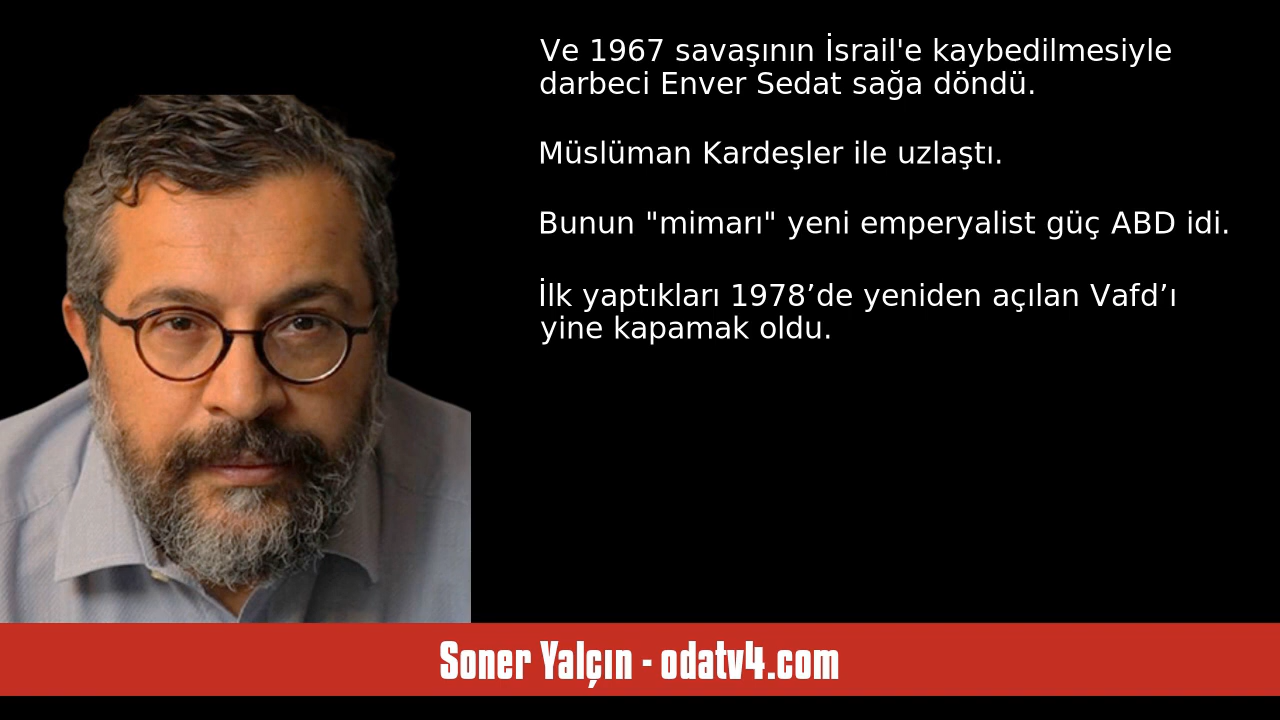 Ve 1967 savaşının İsrail'e kaybedilmesiyle
darbeci Enver Sedat sağa döndü.
Müslüman Kardeşler ile uzlaştı.
Bunun "mimarı" yeni emperyalist güç ABD idi.
İlk yaptıkları 1978’de yeniden açılan Vafd’ı
yine kapamak oldu.
Soner Yalçın - odatv4.com